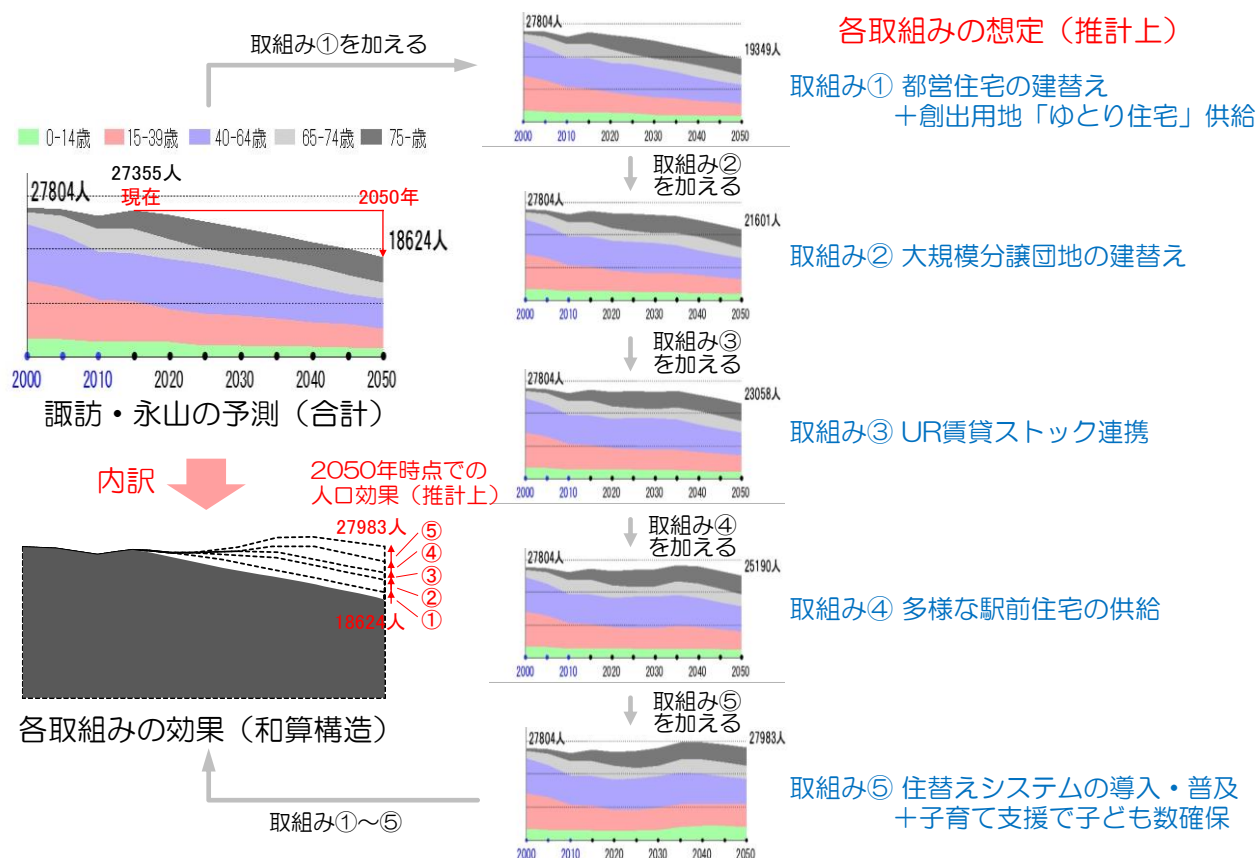 取組み①を加える
0-14歳 15-39歳 40-64歳 65-74歳 75-歳
27804人
27355人
現在
2050年
18624人
2000 2010 2020 2030 2040 2050
諏訪・永山の予測（合計）
内訳
2050年時点での
人口効果（推計上）
27983人
⑤
④
③
②
①
18624人
各取組みの効果（和算構造）
取組み①～⑤
27804人
19349人
2000 2010 2020 2030 2040 2050
取組み②
を加える
27804人
21601人
2000 2010 2020 2030 2040 2050
取組み③
を加える
27804人
23058人
2000 2010 2020 2030 2040 2050
取組み④
を加える
27804人
25190人
2000 2010 2020 2030 2040 2050
取組み⑤
を加える
27804人
27983人
2000 2010 2020 2030 2040 2050
各取組みの想定（推計上）
取組み① 都営住宅の建替え
＋創出用地「ゆとり住宅」供給
取組み② 大規模分譲団地の建替え
取組み③ UR賃貸ストック連携
取組み④ 多様な駅前住宅の供給
取組み⑤ 住替えシステムの導入・普及
＋子育て支援で子ども数確保